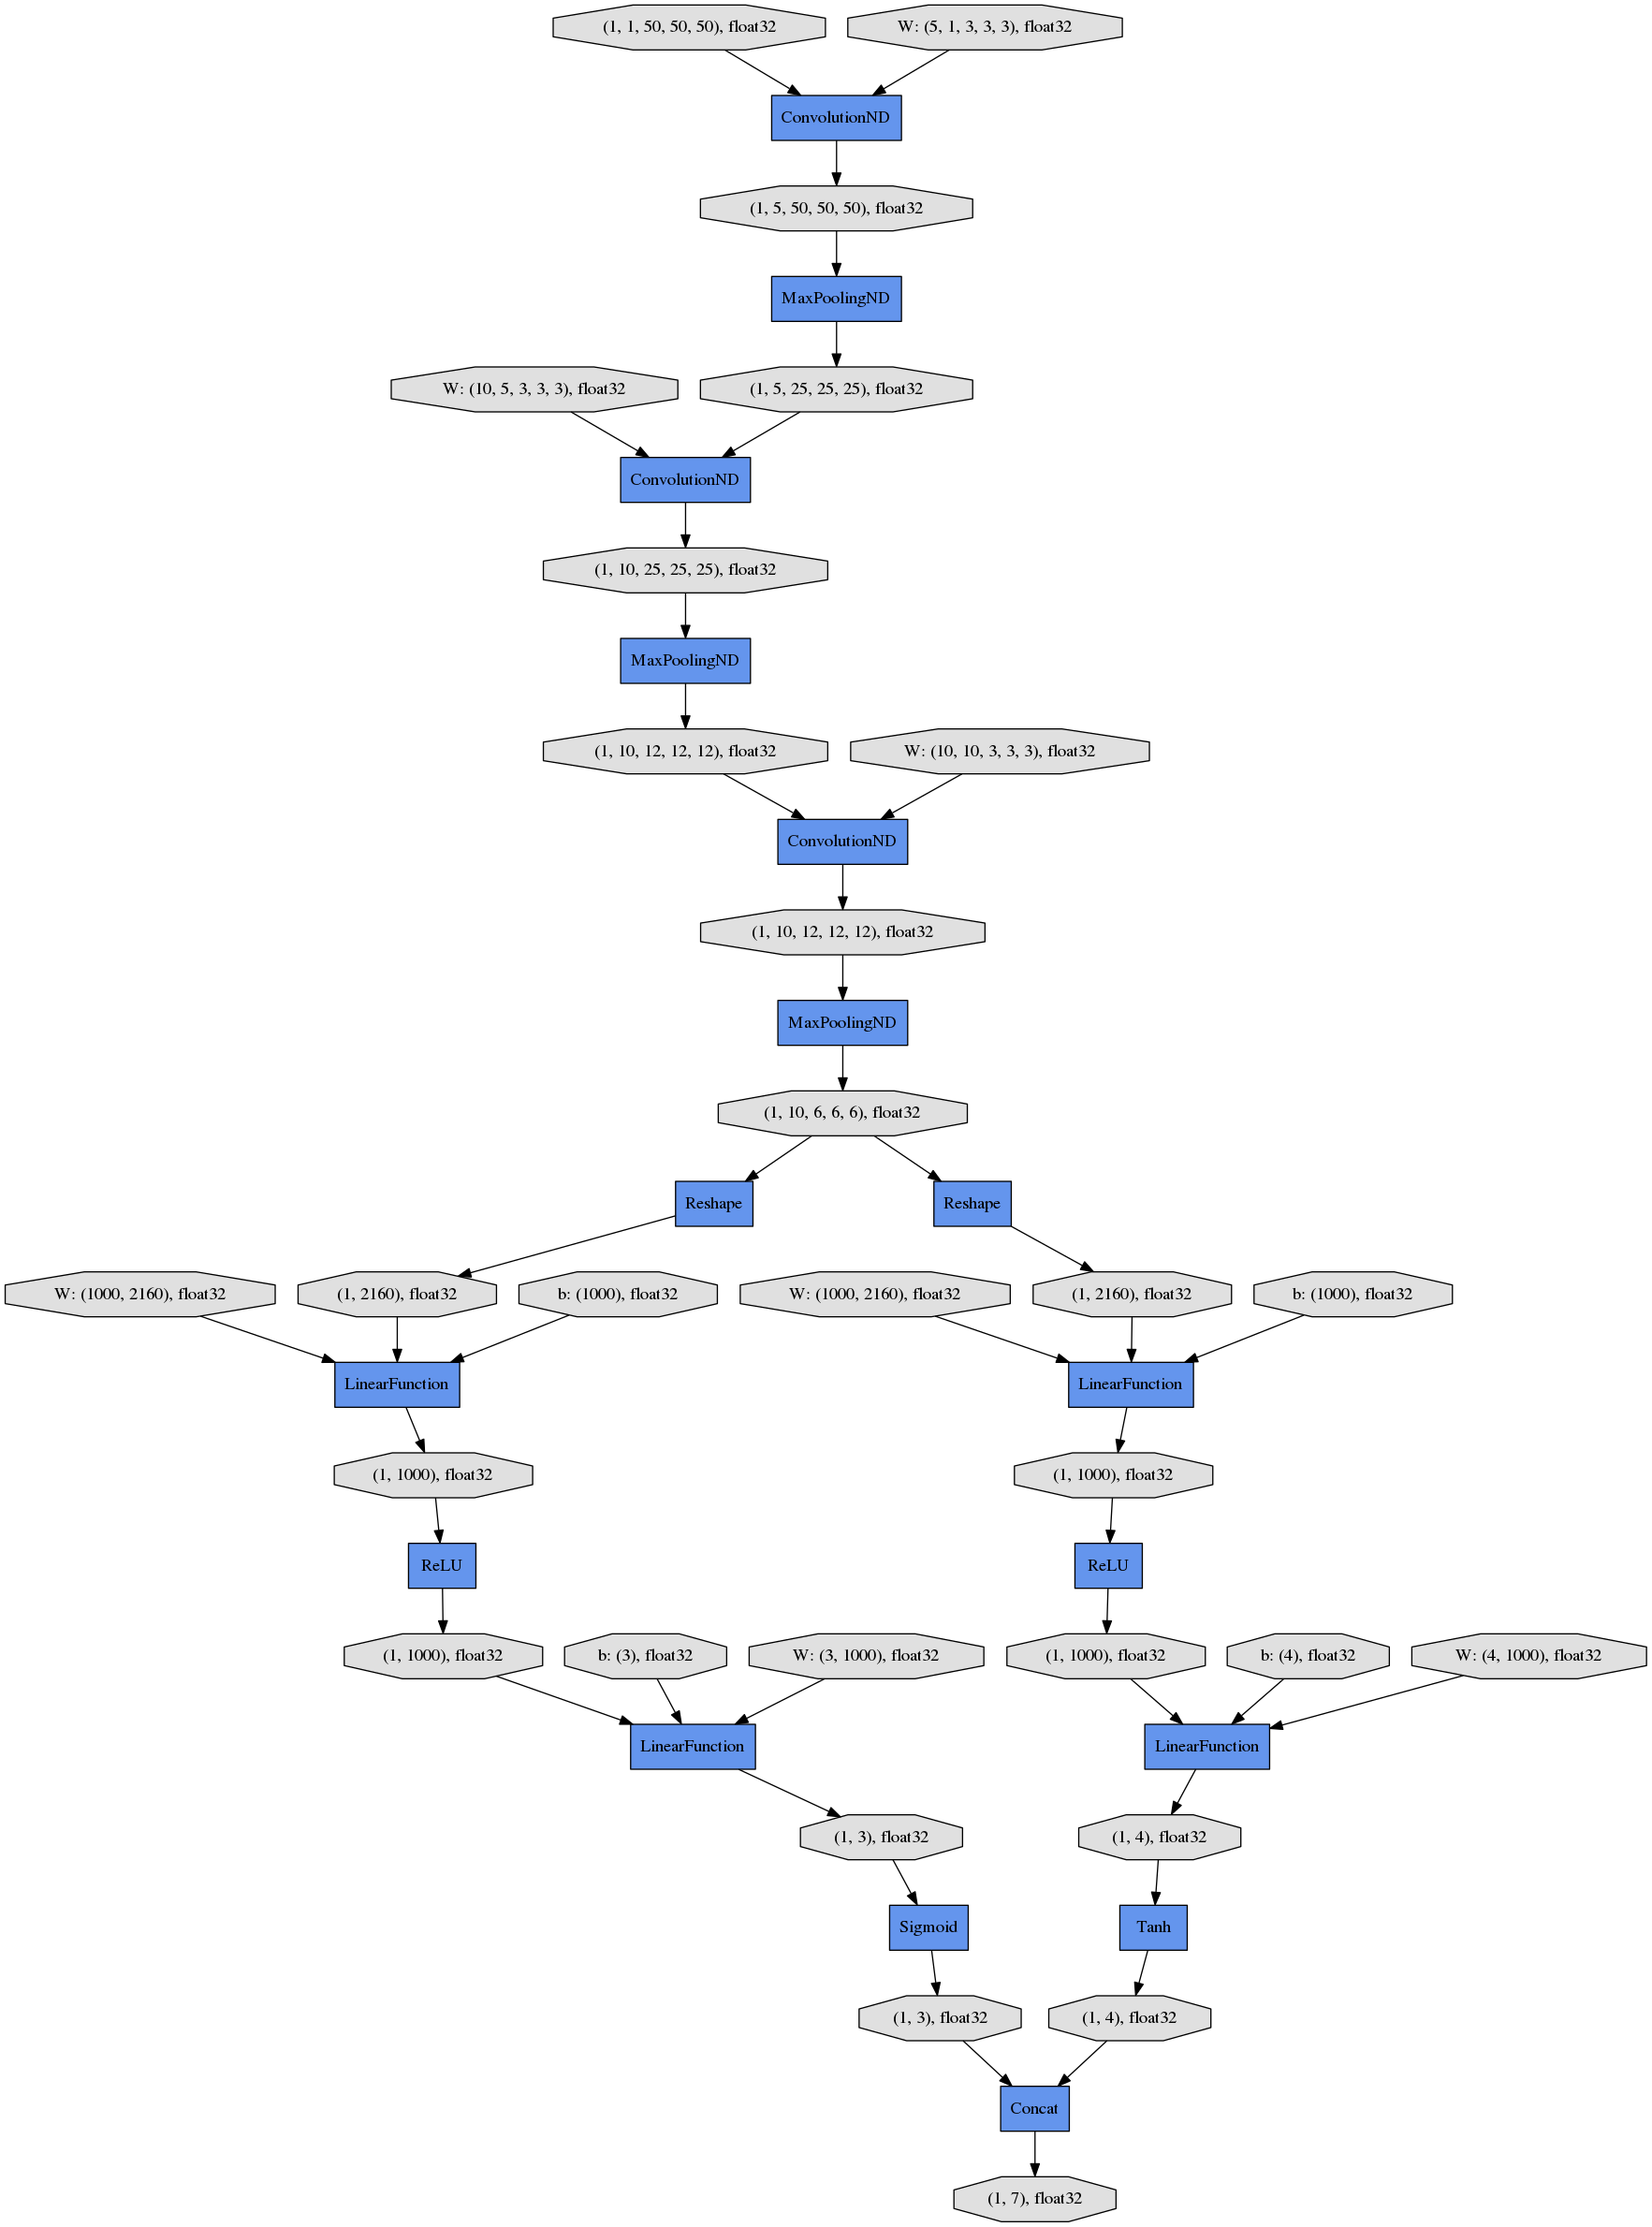 (1, 1, 50, 50, 50), float32
W: (5, 1, 3, 3, 3), float32
ConvolutionND
(1, 5, 50, 50, 50), float32
MaxPoolingND
W: (10, 5, 3, 3, 3), float32
(1, 5, 25, 25, 25), float32
ConvolutionND
(1, 10, 25, 25, 25), float32
MaxPoolingND
(1, 10, 12, 12, 12), float32
W: (10, 10, 3, 3, 3), float32
ConvolutionND
(1, 10, 12, 12, 12), float32
MaxPoolingND
(1, 10, 6, 6, 6), float32
Reshape
Reshape
W: (1000, 2160), float32
(1, 2160), float32
b: (1000), float32
W: (1000, 2160), float32
(1, 2160), float32
b: (1000), float32
LinearFunction
LinearFunction
(1, 1000), float32
(1, 1000), float32
ReLU
ReLU
(1, 1000), float32
b: (3), float32
W: (3, 1000), float32
(1, 1000), float32
b: (4), float32
W: (4, 1000), float32
LinearFunction
LinearFunction
(1, 3), float32
(1, 4), float32
Sigmoid
Tanh
(1, 3), float32
(1, 4), float32
Concat
(1, 7), float32